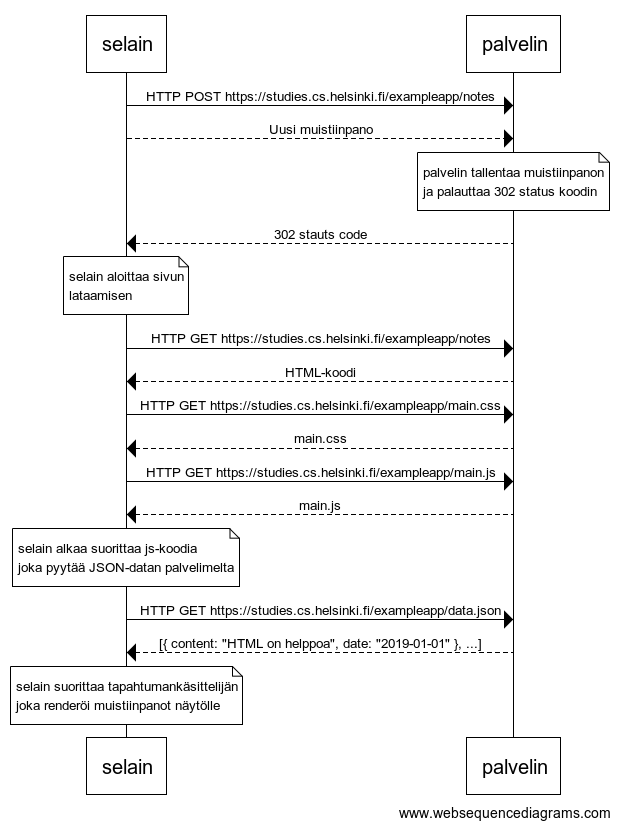 selain palvelin
HTTP POST https://studies.cs.helsinki.fi/exampleapp/notes
Uusi muistiinpano
palvelin tallentaa muistiinpanon
ja palauttaa 302 status koodin
302 stauts code
selain aloittaa sivun
lataamisen
HTTP GET https://studies.cs.helsinki.fi/exampleapp/notes
HTML-koodi
HTTP GET https://studies.cs.helsinki.fi/exampleapp/main.css
main.css
HTTP GET https://studies.cs.helsinki.fi/exampleapp/main.js
main.js
selain alkaa suorittaa js-koodia
joka pyytää JSON-datan palvelimelta
HTTP GET https://studies.cs.helsinki.fi/exampleapp/data.json
[{ content: "HTML on helppoa", date: "2019-01-01" }, ...]
selain suorittaa tapahtumankäsittelijän
joka renderöi muistiinpanot näytölle
selain palvelin
www.websequencediagrams.com